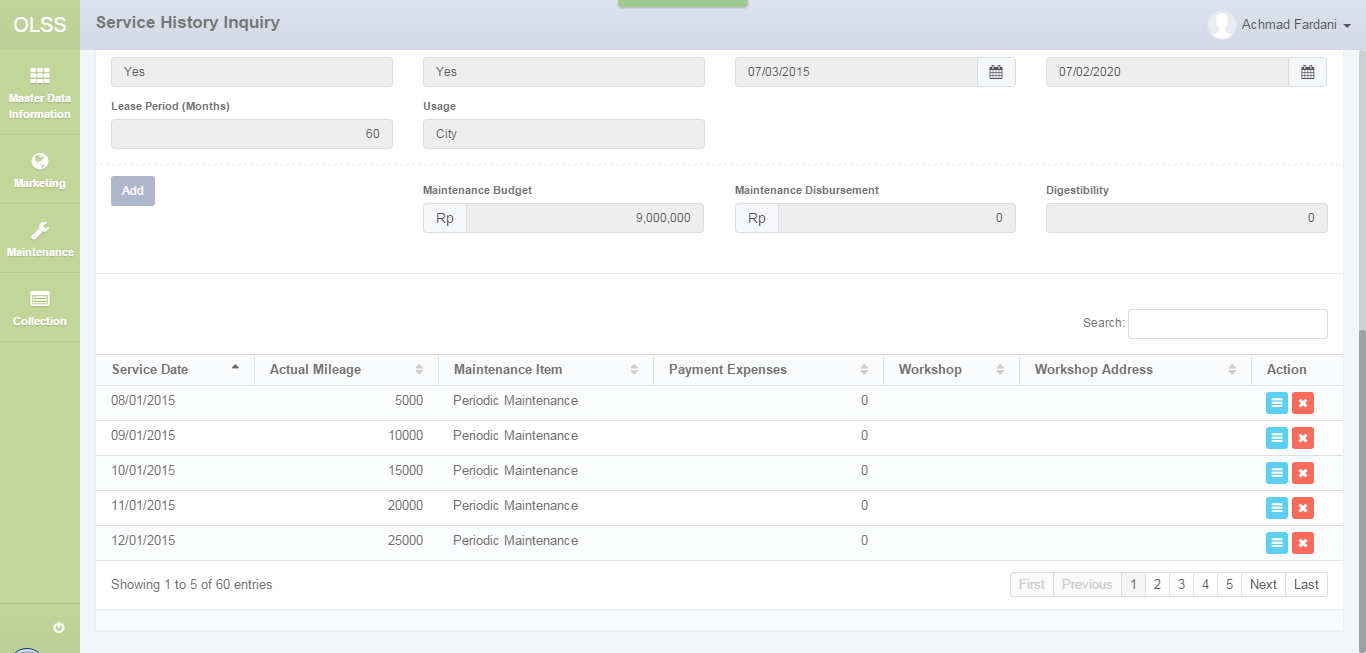 OLSS
Service History Inquiry
Achmad Fardani
Master Data
Information
Marketing
Maintenance
Collection
Yes Yes 07/03/2015 07/02/2020
Lease Period (Months) Usage
60 City
Add
Maintenance Budget Maintenance Disbursement Digestibility
Rp 9,000,000 Rp 0 0
Search:
Service Date Actual Mileage Maintenance Item Payment Expenses Workshop Workshop Address Action
08/01/2015 5000 Periodic Maintenance 0
09/01/2015 10000 Periodic Maintenance 0
10/01/2015 15000 Periodic Maintenance 0
11/01/2015 20000 Periodic Maintenance 0
12/01/2015 25000 Periodic Maintenance 0
Showing 1 to 5 of 60 entries
First Previous 1 2 3 4 5 Next Last